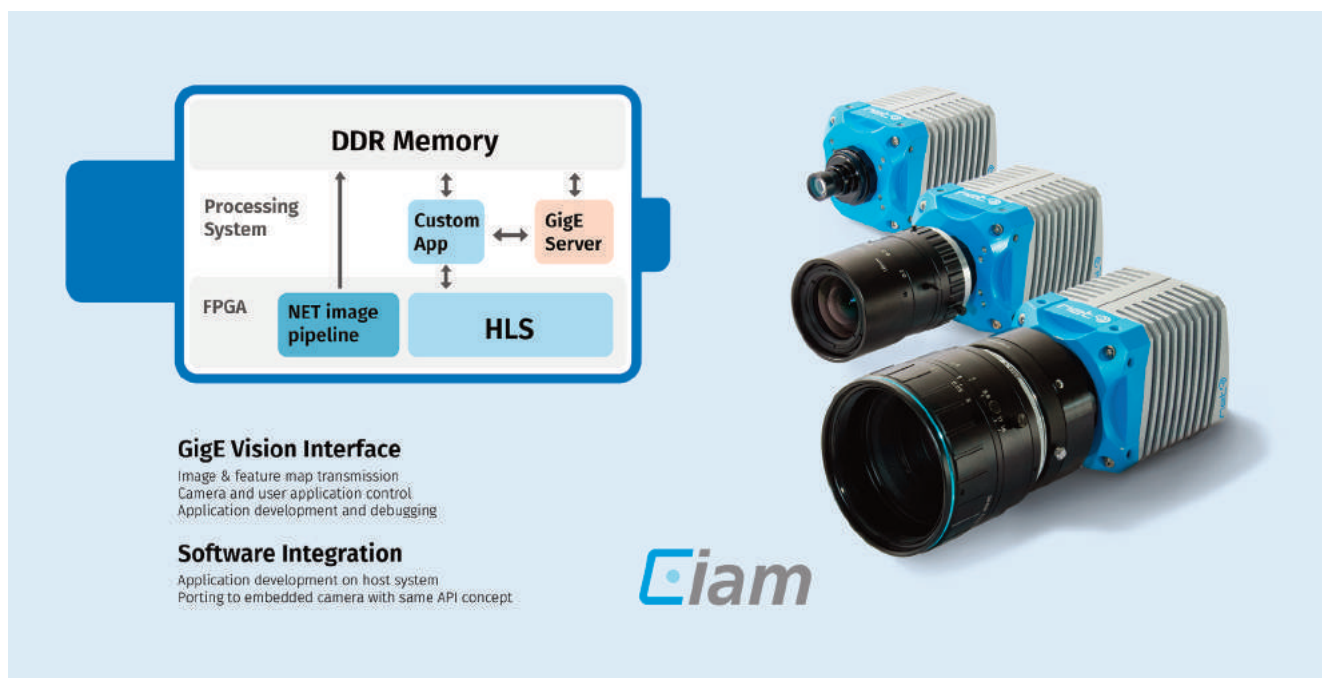 DDR Memory
Processing
System
Custom
App
GigE
Server
FPGA
NET image
pipeline
HLS
GigE Vision Interface
Image & feature map transmission
Camera and user application control
Application development and debugging
Software Integration
Application development on host system
Porting to embedded camera with same API concept
iam